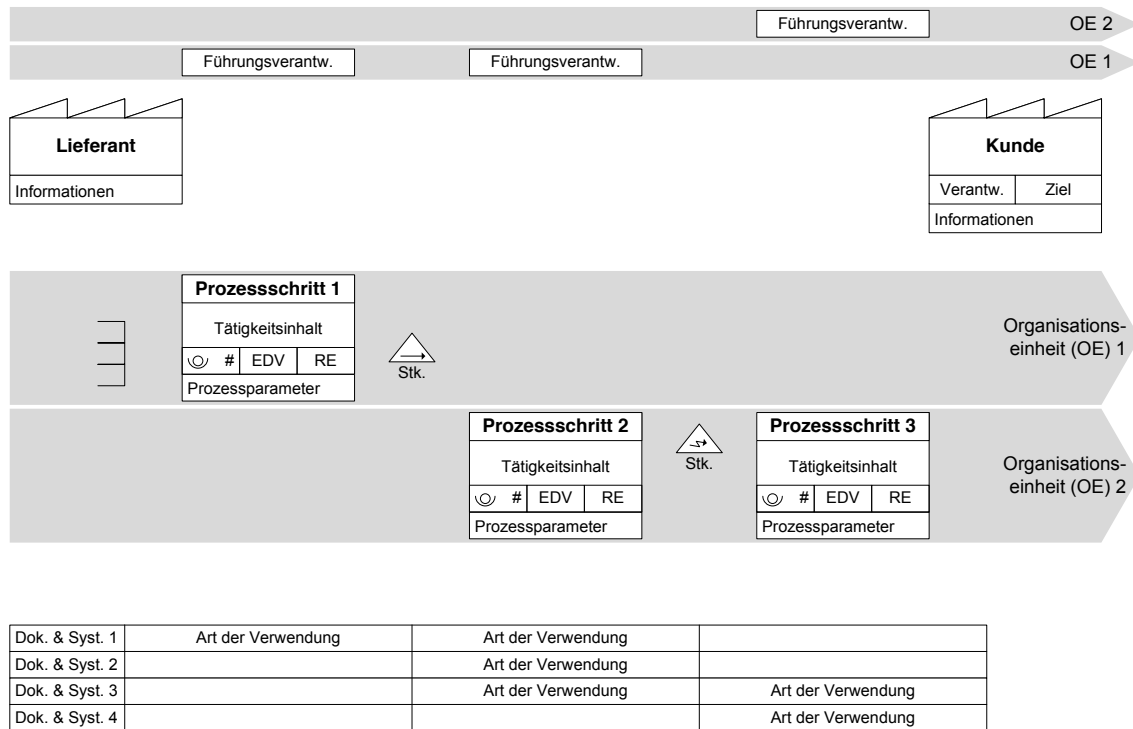 Führungsverantw. OE 2
Führungsverantw. Führungsverantw. OE 1
Lieferant
Informationen
Kunde
Verantw. Ziel
Informationen
Prozessschritt 1
Tätigkeitsinhalt
# EDV RE
Prozessparameter
Stk.
Organisations-
einheit (OE) 1
Prozessschritt 2
Tätigkeitsinhalt
# EDV RE
Prozessparameter
Stk.
Prozessschritt 3
Tätigkeitsinhalt
# EDV RE
Prozessparameter
Organisations-
einheit (OE) 2
Dok. & Syst. 1 Art der Verwendung Art der Verwendung
Dok. & Syst. 2 Art der Verwendung
Dok. & Syst. 3 Art der Verwendung Art der Verwendung
Dok. & Syst. 4 Art der Verwendung